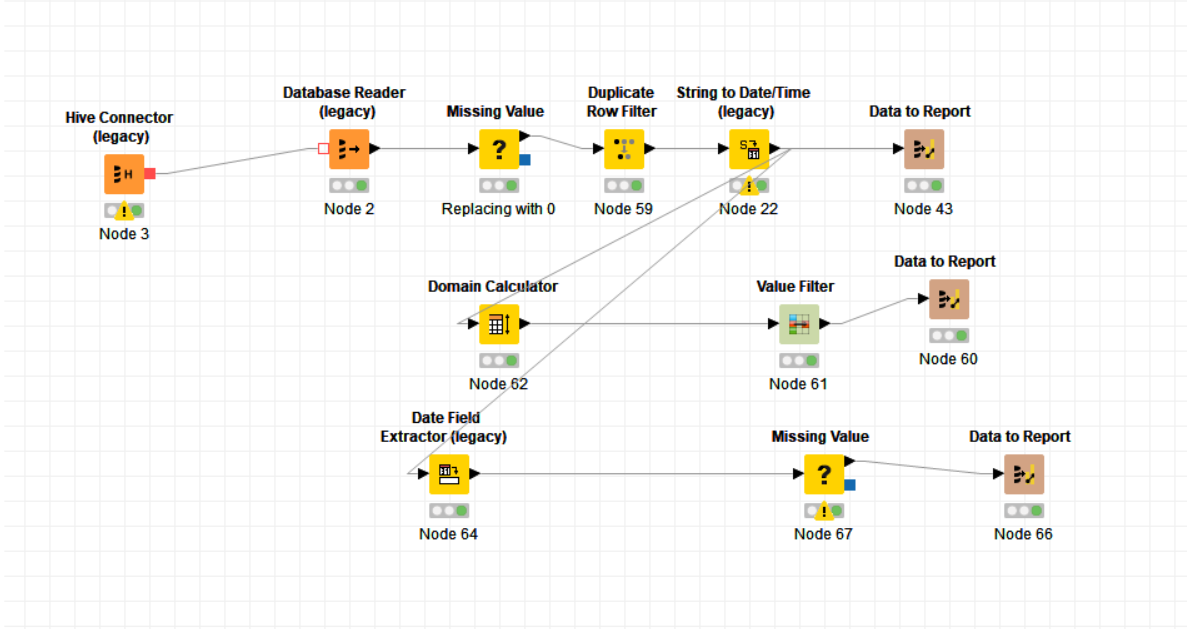 Hive Connector
(legacy)
Node 3
Database Reader
(legacy)
Node 2
Missing Value
?
Replacing with 0
Duplicate
Row Filter
Node 59
String to Date/Time
(legacy)
Node 22
Data to Report
Node 43
Domain Calculator
Node 62
Value Filter
Node 61
Data to Report
Node 60
Date Field
Extractor (legacy)
Node 64
Missing Value
?
Node 67
Data to Report
Node 66